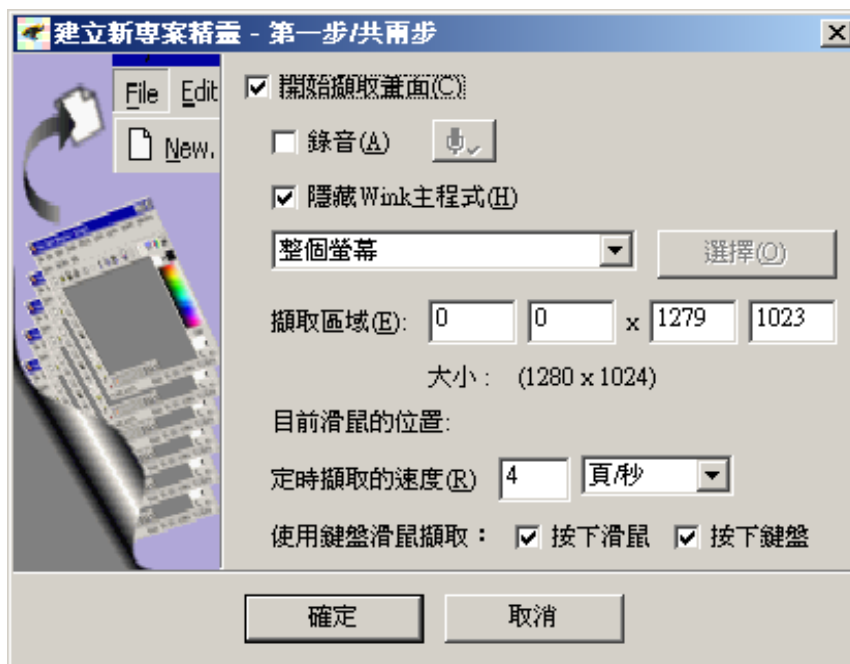 建立新專案精靈 - 第一步/共兩步
File Edit
New.
開始擷取畫面(C)
錄音(A)
隱藏Wink主程式(H)
整個螢幕 選擇(O)
擷取區域(E): 0 0 x 1279 1023
大小 : (1280 x 1024)
目前滑鼠的位置:
定時擷取的速度(R) 4 頁/秒
使用鍵盤滑鼠擷取： 按下滑鼠 按下鍵盤
確定 取消